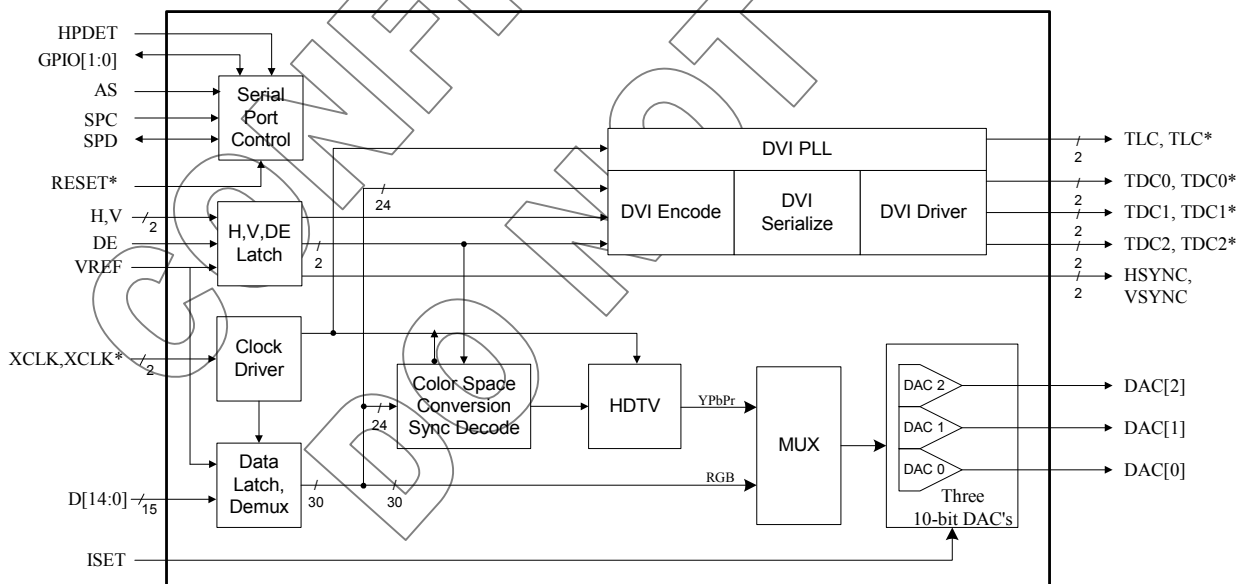 HPDET
GPIO[1:0]
AS
SPC
SPD
RESET*
H,V
2
DE
VREF
XCLK,XCLK*
2
D[14:0]
15
ISET
Serial
Port
Control
H,V,DE
Latch
2
Clock
Driver
Data
Latch,
Demux
30
30
24
24
Color Space
Conversion
Sync Decode
HDTV
YPbPr
RGB
MUX
DVI PLL
DVI Encode
DVI
Serialize
DVI Driver
DAC 2
DAC 1
DAC 0
Three
10-bit DAC's
TLC, TLC*
2
TDC0, TDC0*
2
TDC1, TDC1*
2
TDC2, TDC2*
2
HSYNC,
VSYNC
2
DAC[2]
DAC[1]
DAC[0]
DO NOT